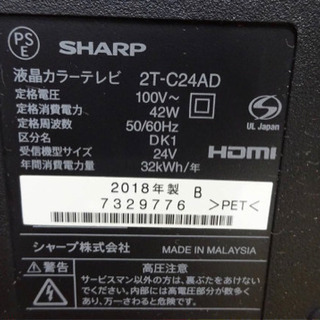 PS
E
SHARP
液晶カラーテレビ 2T-C24AD
定格電圧 100V~
定格消費電力 42W
定格周波数 50/60Hz
区分名 DK1
受信機型サイズ 24V
年間消費電力量 32kWh/年
S
UL Japan
HDMI
2018年製 B
7329776 >PET<
シャープ株式会社 MADE IN MALAYSIA
警告 高圧注意
サービスマン以外の方は、裏ぶたをあけない
でください。内部には高電圧部分が数多く
あり、万一さわると危険です。